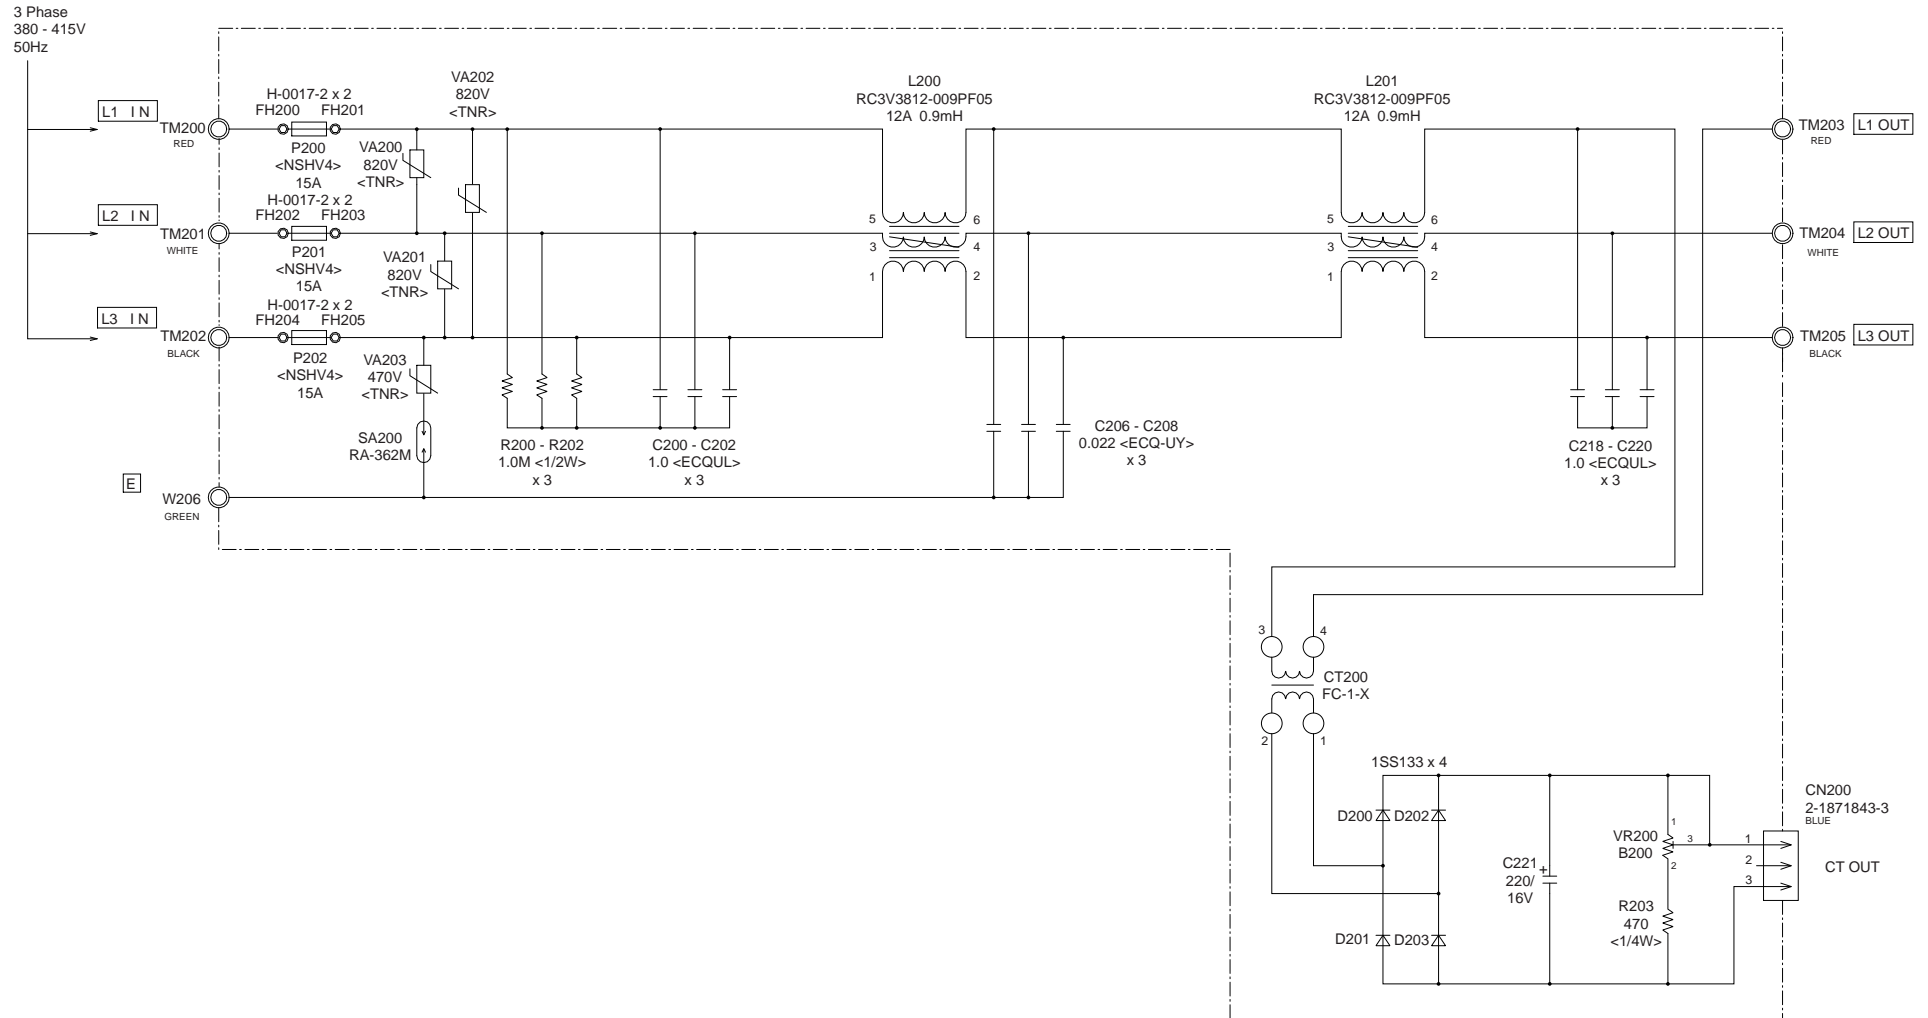 3 Phase
380 - 415V
50Hz
L1 IN
TM200
RED
H-0017-2 x 2
FH200 FH201
P200
<NSHV4>
15A
VA200
820V
<TNR>
VA202
820V
<TNR>
L200
RC3V3812-009PF05
12A 0.9mH
5
6
3
4
1
2
L201
RC3V3812-009PF05
12A 0.9mH
5
6
3
4
1
2
TM203
RED
L1 OUT
L2 IN
TM201
WHITE
H-0017-2 x 2
FH202 FH203
P201
<NSHV4>
15A
VA201
820V
<TNR>
TM204
WHITE
L2 OUT
L3 IN
TM202
BLACK
H-0017-2 x 2
FH204 FH205
P202
<NSHV4>
15A
VA203
470V
<TNR>
TM205
BLACK
L3 OUT
SA200
RA-362M
R200 - R202
1.0M <1/2W>
x 3
C200 - C202
1.0 <ECQUL>
x 3
C206 - C208
0.022 <ECQ-UY>
x 3
C218 - C220
1.0 <ECQUL>
x 3
E
W206
GREEN
3
4
CT200
FC-1-X
2
1
1SS133 x 4
D200
D202
D201
D203
C221
+
220/
16V
VR200
B200
1
3
2
R203
470
<1/4W>
CN200
2-1871843-3
BLUE
1
2
3
CT OUT